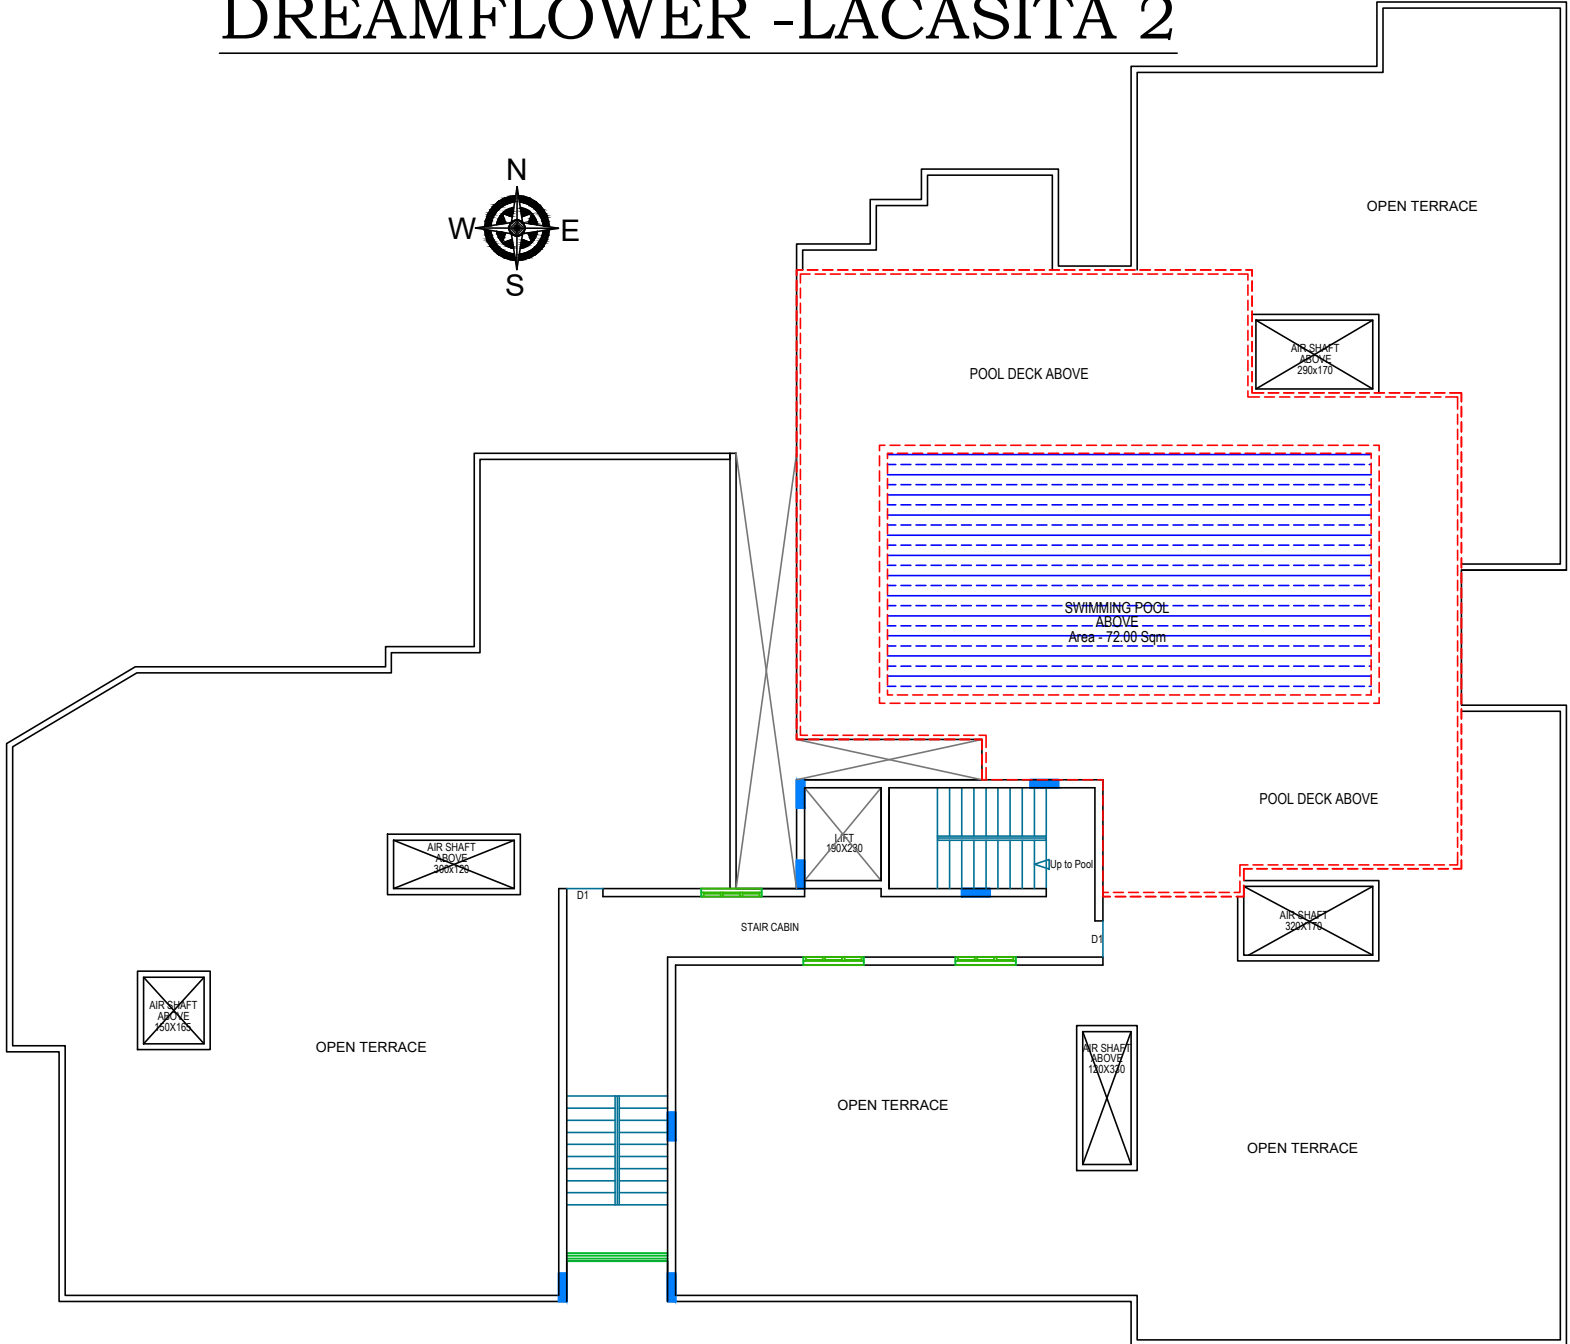 DREAMFLOWER -LACASITA 2
N
W
E
S
OPEN TERRACE
AIR SHAFT
ABOVE
290x170
POOL DECK ABOVE
SWIMMING POOL
ABOVE
Area - 72.00 Sqm
POOL DECK ABOVE
LIFT
190X230
Up to Pool
AIR SHAFT
ABOVE
300x120
D1
STAIR CABIN
D1
AIR SHAFT
320X170
AIR SHAFT
ABOVE
150X165
OPEN TERRACE
AIR SHAFT
ABOVE
120X330
OPEN TERRACE
OPEN TERRACE